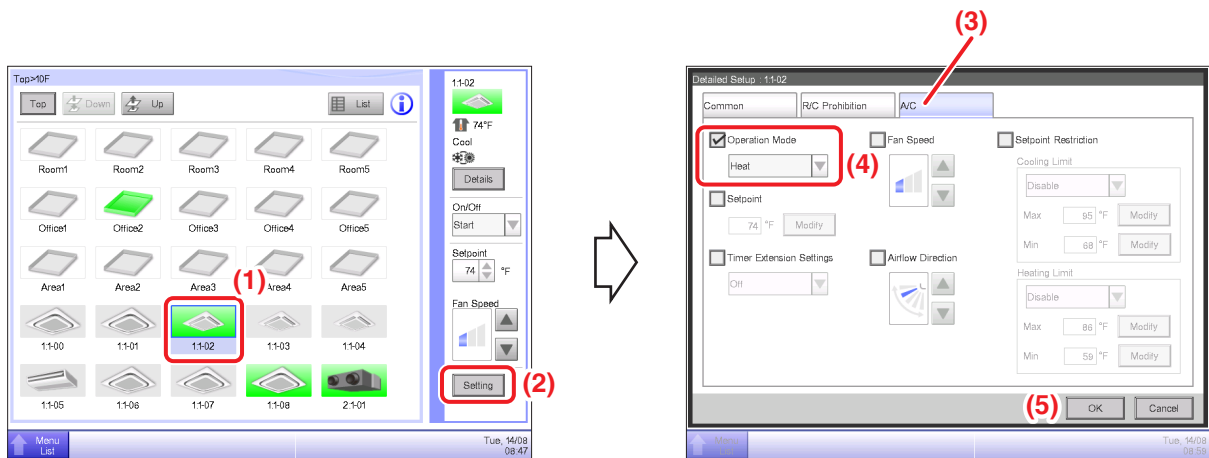 (3)
Top>10F
Top Down Up List
Room1 Room2 Room3 Room4 Room5
Office1 Office2 Office3 Office4 Office5
Area1 Area2 Area3 Area4 Area5
(1)
1:1-00 1:1-01 1:1-02 1:1-03 1:1-04
1:1-05 1:1-06 1:1-07 1:1-08 2:1-01
1:1-02
74°F
Cool
Details
On/Off
Start
Setpoint
74 °F
Fan Speed
Setting (2)
Menu
List
Tue, 14/08
08:47
Detailed Setup : 1:1-02
Common R/C Prohibition A/C
Operation Mode
Heat
(4)
Setpoint
74 °F Modify
Timer Extension Settings
Off
Fan Speed
Airflow Direction
Setpoint Restriction
Cooling Limit
Disable
Max 95 °F Modify
Min 68 °F Modify
Heating Limit
Disable
Max 86 °F Modify
Min 59 °F Modify
(5) OK Cancel
Menu
List
Tue, 14/08
08:58